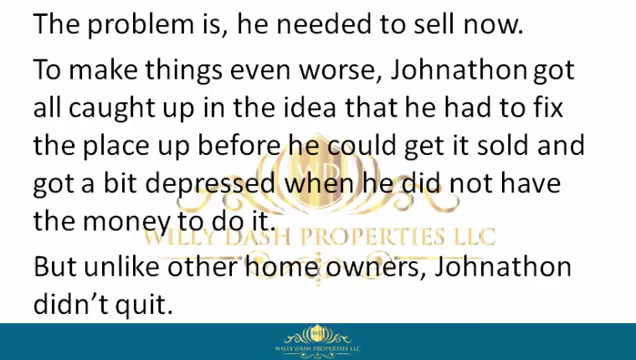 The problem is, he needed to sell now.
To make things even worse, Johnathon got
all caught up in the idea that he had to fix
the place up before he could get it sold and
got a bit depressed when he did not have
the money to do it.
WILLY DASH PROPERTIES LLC
But unlike other home owners, Johnathon
didn’t quit.
WILLY DASH PROPERTIES LLC